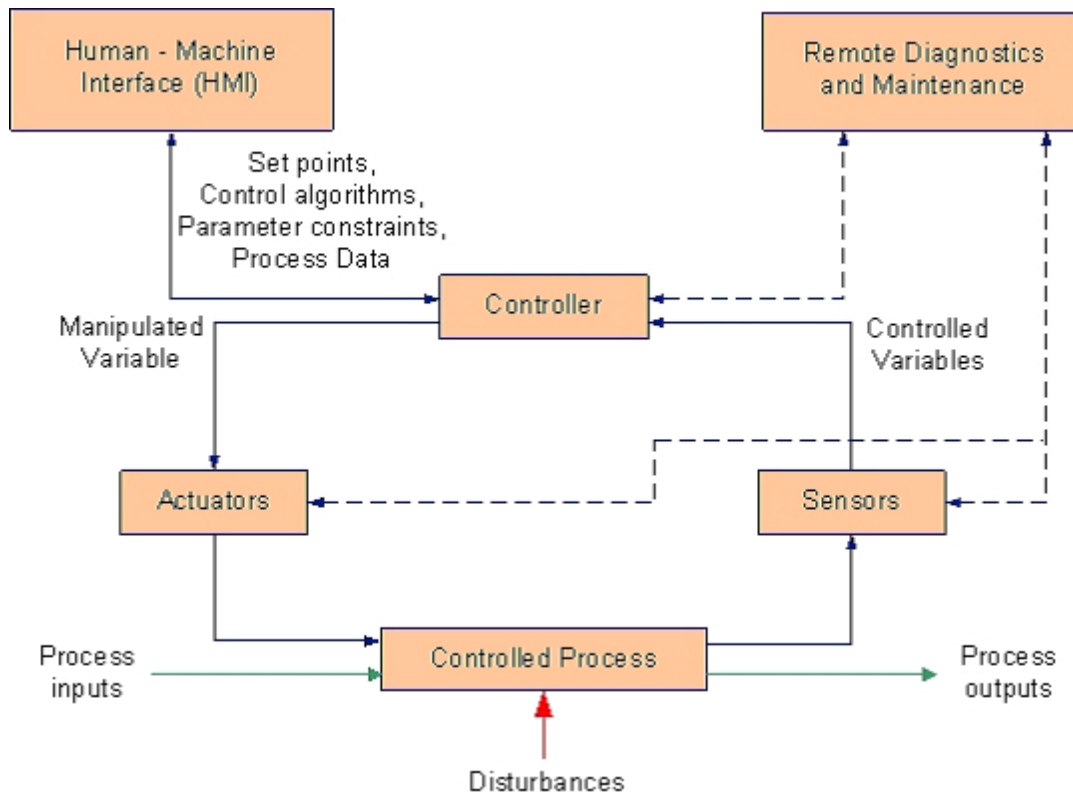 Human - Machine
Interface (HMI)
Remote Diagnostics
and Maintenance
Set points,
Control algorithms,
Parameter constraints,
Process Data
Controller
Manipulated
Variable
Controlled
Variables
Actuators
Sensors
Process
inputs
Controlled Process
Process
outputs
Disturbances